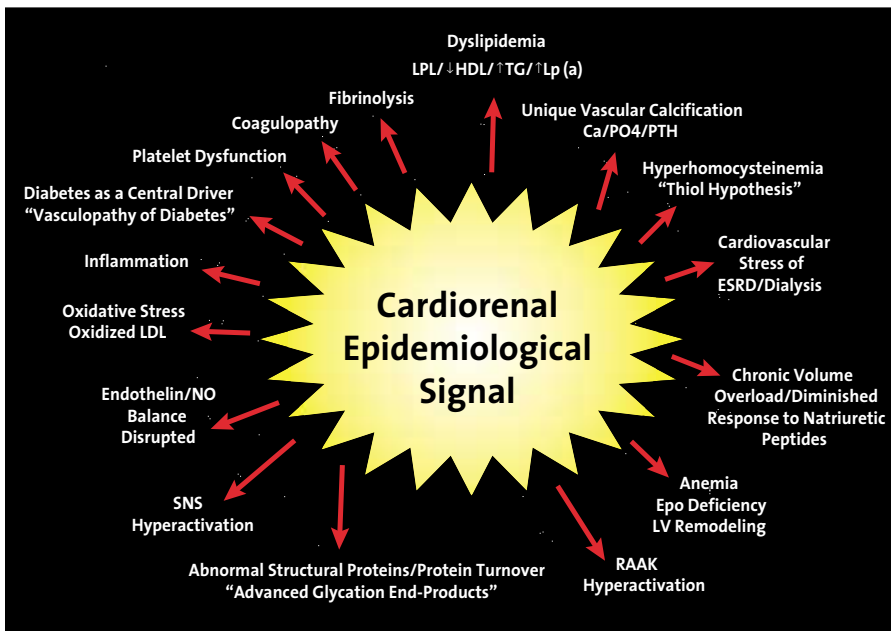 Dyslipidemia
LPL/↓HDL/↑TG/↑Lp (a)
Fibrinolysis
Unique Vascular Calcification
Ca/PO4/PTH
Coagulopathy
Platelet Dysfunction
Hyperhomocysteinemia
“Thiol Hypothesis”
Diabetes as a Central Driver
“Vasculopathy of Diabetes”
Cardiovascular
Stress of
ESRD/Dialysis
Inflammation
Oxidative Stress
Oxidized LDL
Cardiorenal
Epidemiological
Signal
Chronic Volume
Overload/Diminished
Response to Natriuretic
Peptides
Endothelin/NO
Balance
Disrupted
Anemia
Epo Deficiency
LV Remodeling
SNS
Hyperactivation
RAAK
Hyperactivation
Abnormal Structural Proteins/Protein Turnover
“Advanced Glycation End-Products”